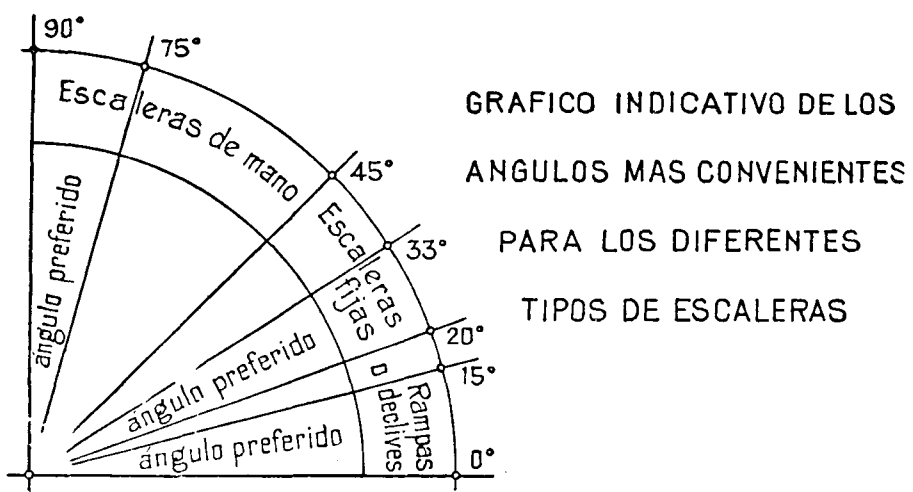 90°
75°
Escaleras de mano
45°
Escaleras
fijas
33°
20°
15°
0°
ángulo preferido
ángulo preferido
ángulo preferido
Rampas
o declives
GRAFICO INDICATIVO DE LOS
ANGULOS MAS CONVENIENTES
PARA LOS DIFERENTES
TIPOS DE ESCALERAS